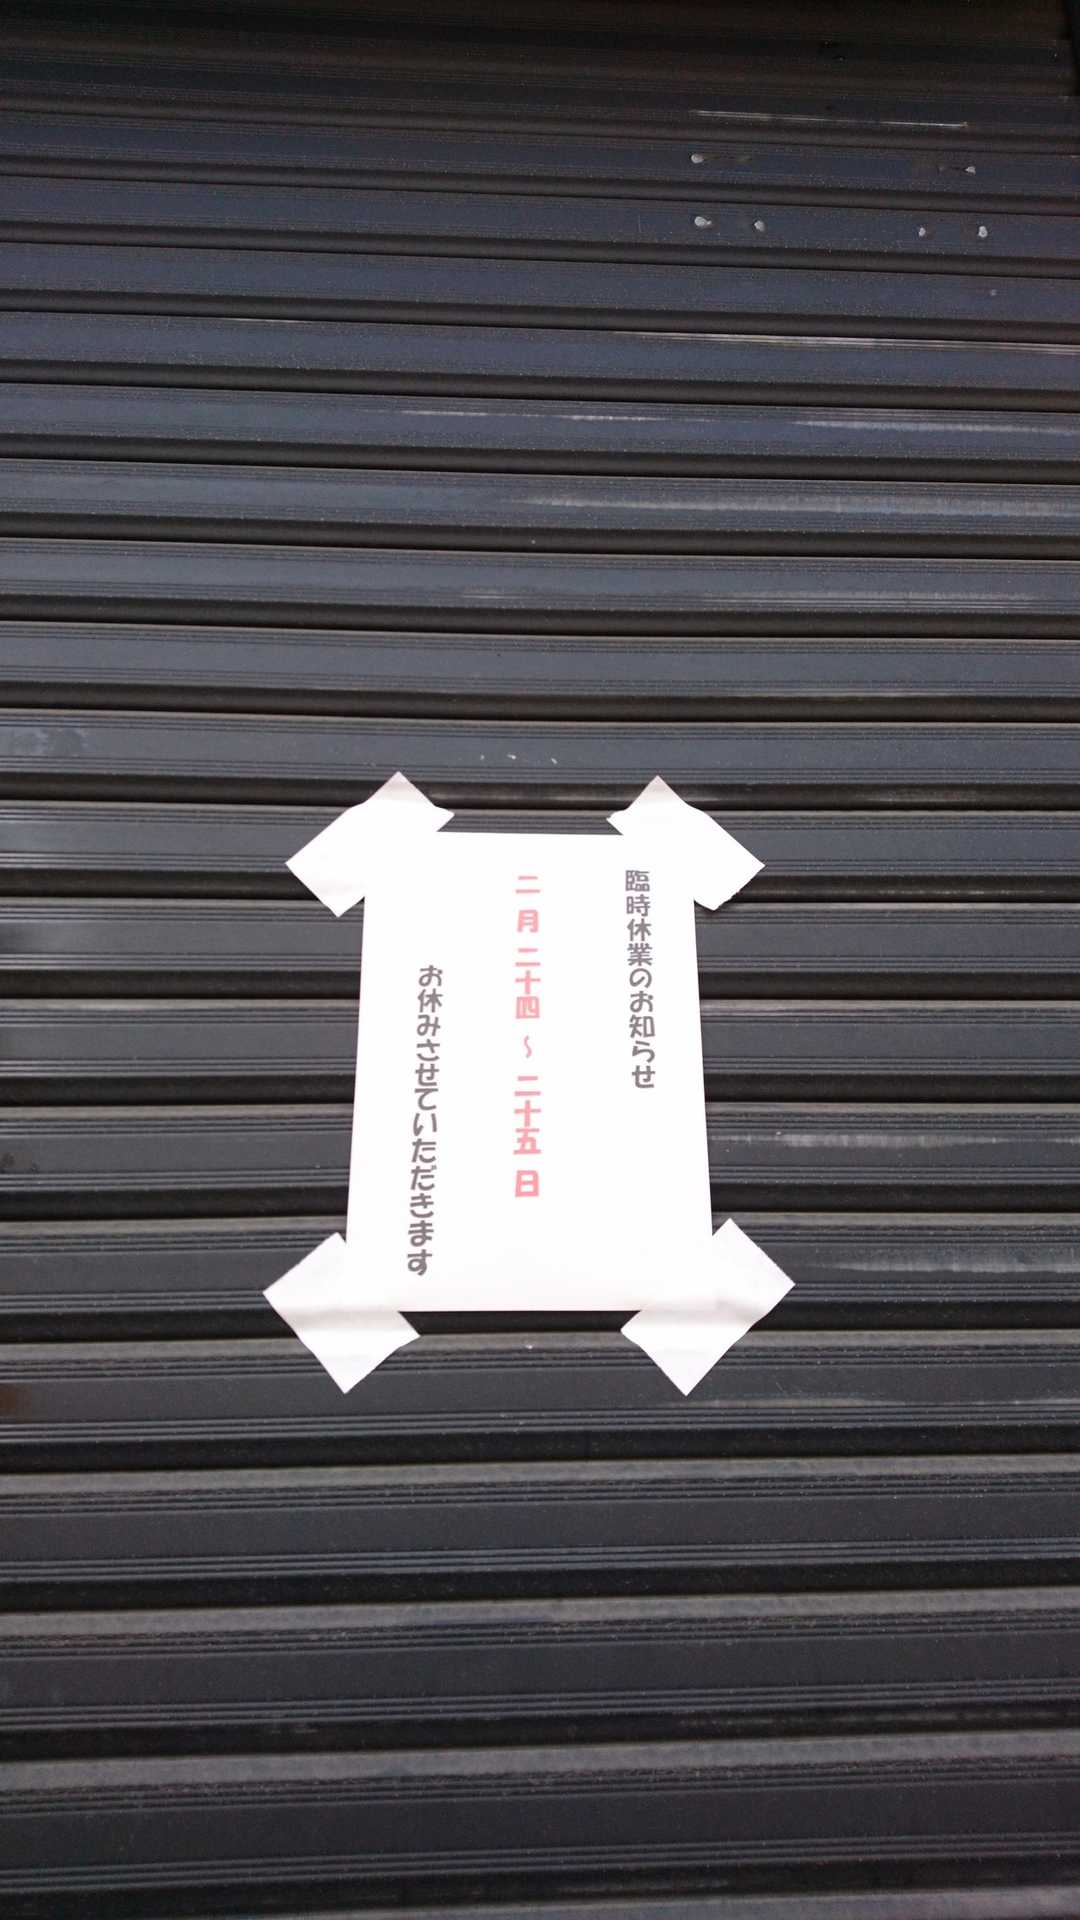 臨時休業のお知らせ
二月二十四～二十五日
お休みさせていただきます